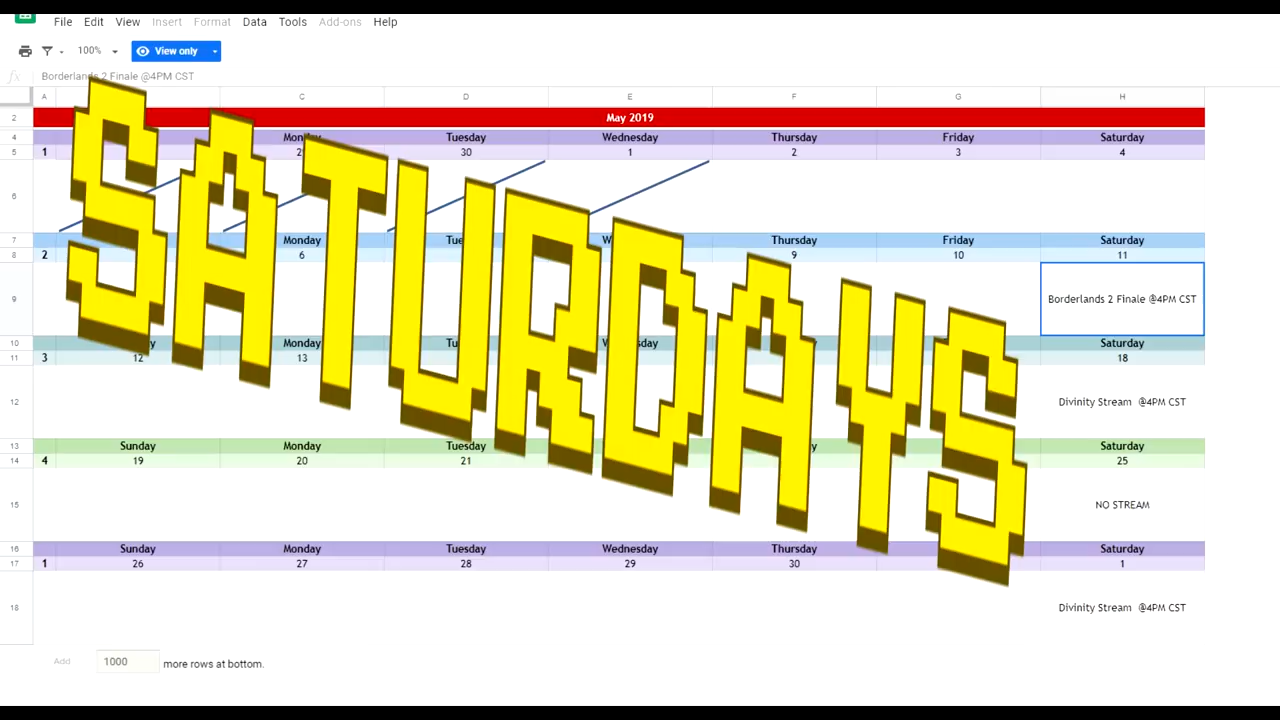 File Edit View Insert Format Data Tools Add-ons Help
100% View only
fx Borderlands 2 Finale @4PM CST
A C D E F G H
2 May 2019
4 Monday Tuesday Wednesday Thursday Friday Saturday
5 1 30 1 2 3 4
6
7 Monday Thursday Friday Saturday
8 2 6 9 10 11
9 Borderlands 2 Finale @4PM CST
10 Monday Saturday
11 3 12 13 18
12 Divinity Stream @4PM CST
13 Sunday Monday Tuesday Saturday
14 4 19 20 21 25
15 NO STREAM
16 Sunday Monday Tuesday Wednesday Thursday Saturday
17 1 26 27 28 29 30 1
18 Divinity Stream @4PM CST
Add 1000 more rows at bottom.
SATURDAYS